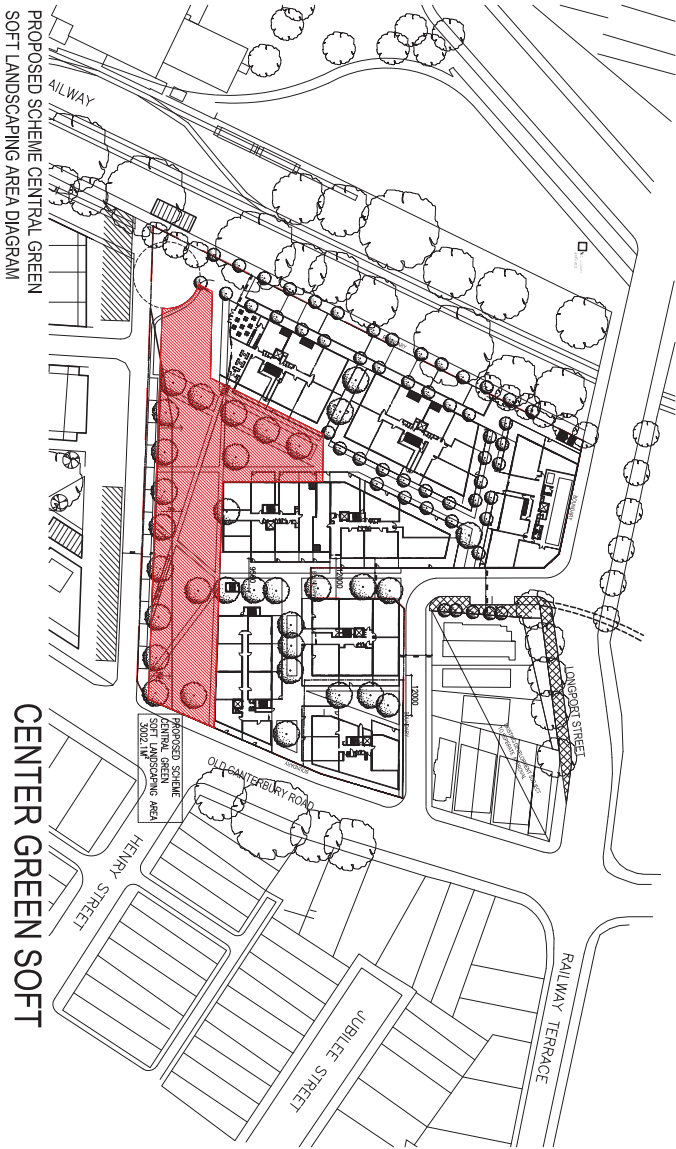 PROPOSED SCHEME CENTRAL GREEN
SOFT LANDSCAPING AREA DIAGRAM
CENTER GREEN SOFT
AILWAY
LONGPORT STREET
12000
PROPOSED SCHEME
CENTRAL GREEN
SOFT LANDSCAPING AREA
3002.1M²
OLD CANTERBURY ROAD
HENRY STREET
JUBILEE STREET
RAILWAY TERRACE